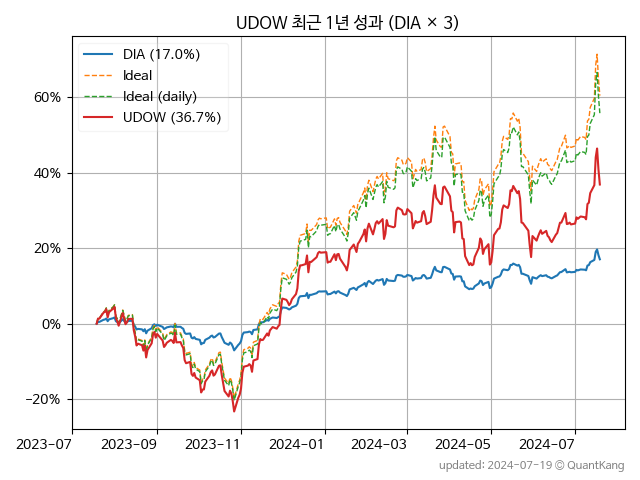 UDOW 최근 1년 성과 (DIA × 3)
DIA (17.0%)
Ideal
Ideal (daily)
UDOW (36.7%)
60%
40%
20%
0%
−20%
2023-07
2023-09
2023-11
2024-01
2024-03
2024-05
2024-07
updated: 2024-07-19 @ QuantKang